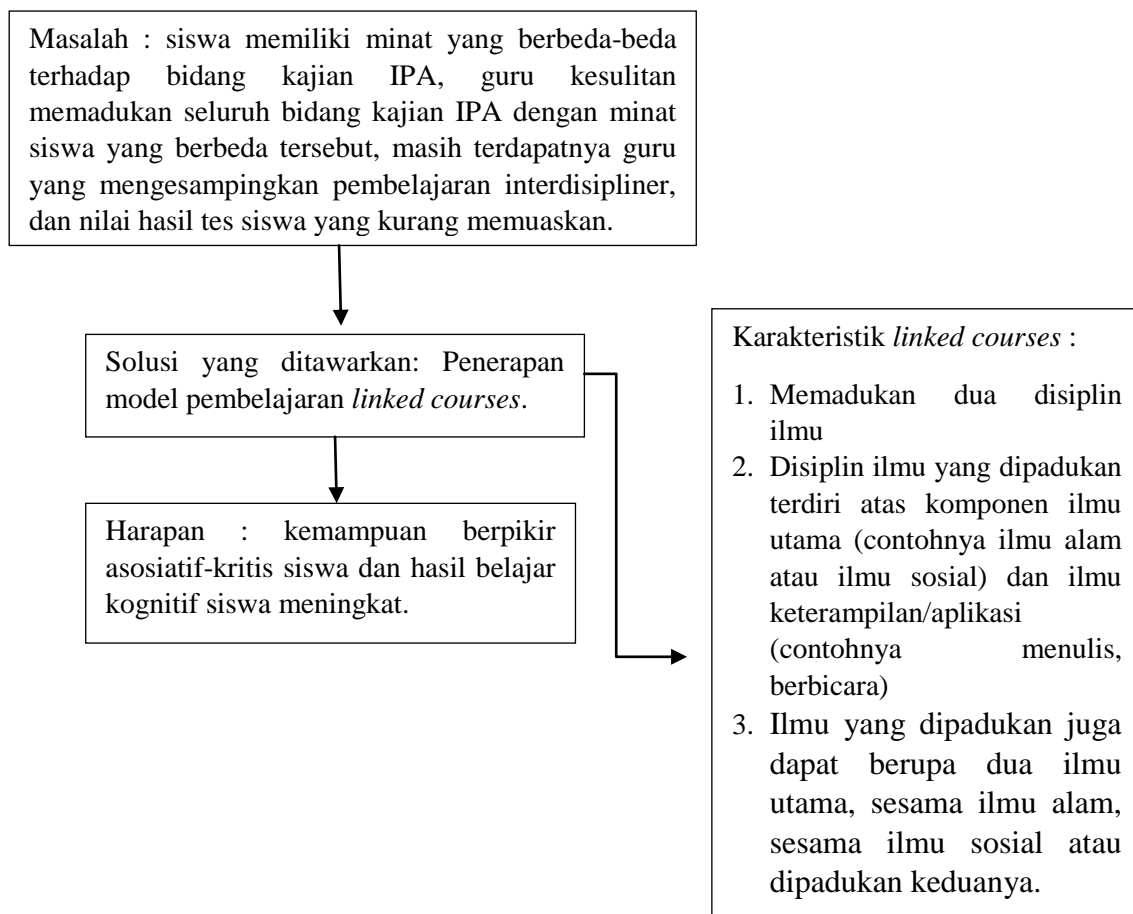 Masalah : siswa memiliki minat yang berbeda-beda
terhadap bidang kajian IPA, guru kesulitan
memadukan seluruh bidang kajian IPA dengan minat
siswa yang berbeda tersebut, masih terdapatnya guru
yang mengesampingkan pembelajaran interdisipliner,
dan nilai hasil tes siswa yang kurang memuaskan.
Solusi yang ditawarkan: Penerapan
model pembelajaran linked courses.
Harapan : kemampuan berpikir
asosiatif-kritis siswa dan hasil belajar
kognitif siswa meningkat.
Karakteristik linked courses :
1. Memadukan dua disiplin
ilmu
2. Disiplin ilmu yang dipadukan
terdiri atas komponen ilmu
utama (contohnya ilmu alam
atau ilmu sosial) dan ilmu
keterampilan/aplikasi
(contohnya menulis,
berbicara)
3. Ilmu yang dipadukan juga
dapat berupa dua ilmu
utama, sesama ilmu alam,
sesama ilmu sosial atau
dipadukan keduanya.